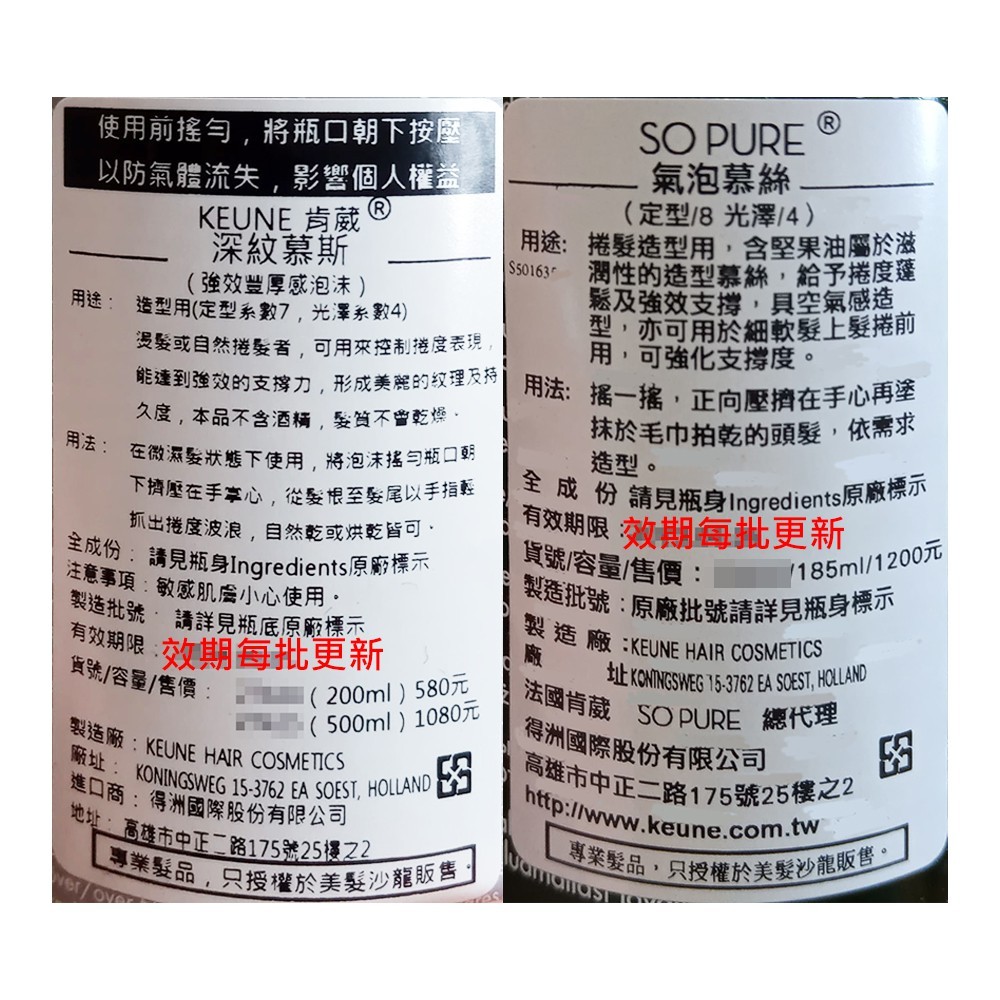 使用前搖勻，將瓶口朝下按壓
以防氣體流失，影響個人權益
KEUNE 肯葳®
深紋慕斯
（強效豐厚感泡沫）
用途： 造型用(定型系數7，光澤系數4)
燙髮或自然捲髮者，可用來控制捲度表現，
能達到強效的支撐力，形成美麗的紋理及持
久度，本品不含酒精，髮質不會乾燥。
用法： 在微濕髮狀態下使用，將泡沫搖勻瓶口朝
下擠壓在手掌心，從髮根至髮尾以手指輕
抓出捲度波浪，自然乾或烘乾皆可。
全成份：請見瓶身Ingredients原廠標示
注意事項：敏感肌膚小心使用。
製造批號： 請詳見瓶底原廠標示
有效期限：效期每批更新
貨號/容量/售價： （200ml）580元
（500ml）1080元
製造廠：KEUNE HAIR COSMETICS
廠址： KONINGSWEG 15-3762 EA SOEST, HOLLAND
進口商：得洲國際股份有限公司
地址：高雄市中正二路175號25樓之2
專業髮品，只授權於美髮沙龍販售。
SO PURE ®
氣泡慕絲
（定型/8 光澤/4）
用途: 捲髮造型用，含堅果油屬於滋
S50163
潤性的造型慕絲，給予捲度蓬
鬆及強效支撐，具空氣感造
型，亦可用於細軟髮上髮捲前
用，可強化支撐度。
用法: 搖一搖，正向壓擠在手心再塗
抹於毛巾拍乾的頭髮，依需求
造型。
全 成 份 請見瓶身Ingredients原廠標示
有效期限：效期每批更新
貨號/容量/售價： /185ml/1200元
製造批號：原廠批號請詳見瓶身標示
製 造 廠：KEUNE HAIR COSMETICS
廠 址 KONINGSWEG 15-3762 EA SOEST, HOLLAND
法國肯葳 SO PURE 總代理
得洲國際股份有限公司
高雄市中正二路175號25樓之2
http://www.keune.com.tw
專業髮品，只授權於美髮沙龍販售。